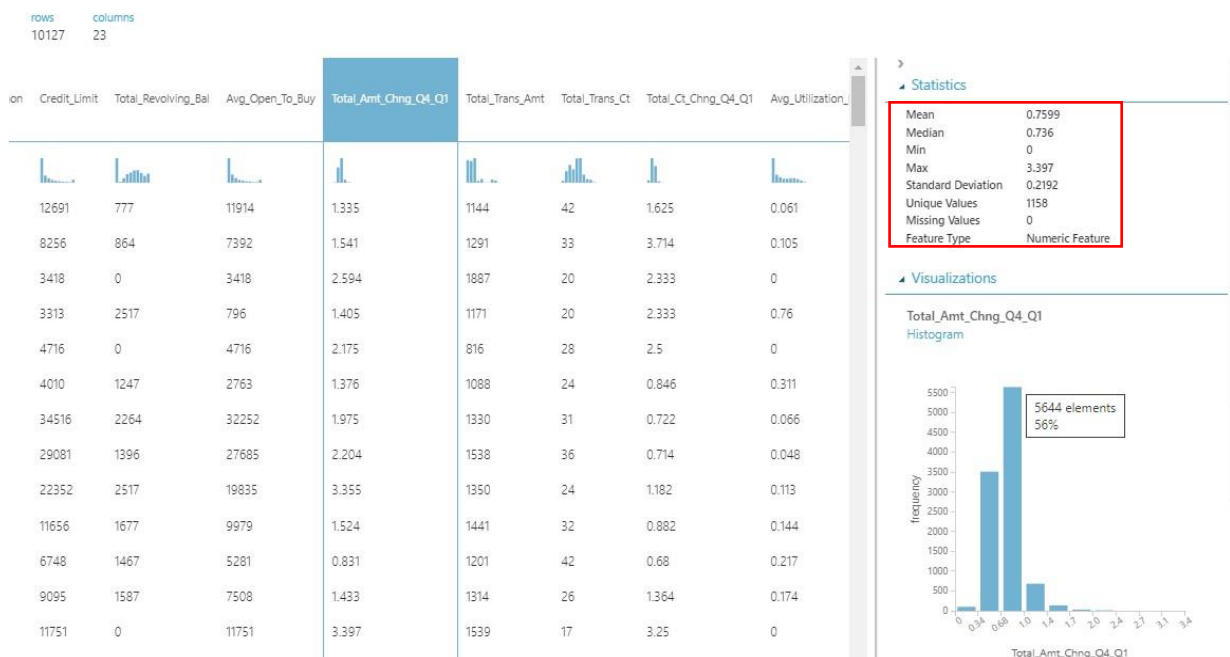 rows columns
10127 23
on Credit_Limit Total_Revolving_Bal Avg_Open_To_Buy Total_Amt_Chng_Q4_Q1 Total_Trans_Amt Total_Trans_Ct Total_Ct_Chng_Q4_Q1 Avg_Utilization_
12691 777 11914 1.335 1144 42 1.625 0.061
8256 864 7392 1.541 1291 33 3.714 0.105
3418 0 3418 2.594 1887 20 2.333 0
3313 2517 796 1.405 1171 20 2.333 0.76
4716 0 4716 2.175 816 28 2.5 0
4010 1247 2763 1.376 1088 24 0.846 0.311
34516 2264 32252 1.975 1330 31 0.722 0.066
29081 1396 27685 2.204 1538 36 0.714 0.048
22352 2517 19835 3.355 1350 24 1.182 0.113
11656 1677 9979 1.524 1441 32 0.882 0.144
6748 1467 5281 0.831 1201 42 0.68 0.217
9095 1587 7508 1.433 1314 26 1.364 0.174
11751 0 11751 3.397 1539 17 3.25 0
Statistics
Mean 0.7599
Median 0.736
Min 0
Max 3.397
Standard Deviation 0.2192
Unique Values 1158
Missing Values 0
Feature Type Numeric Feature
Visualizations
Total_Amt_Chng_Q4_Q1
Histogram
5644 elements
56%
frequency
5500
5000
4500
4000
3500
3000
2500
2000
1500
1000
500
0
0 0.34 0.68 1.0 1.4 1.7 2.0 2.4 2.7 3.1 3.4
Total_Amt_Chng_Q4_Q1